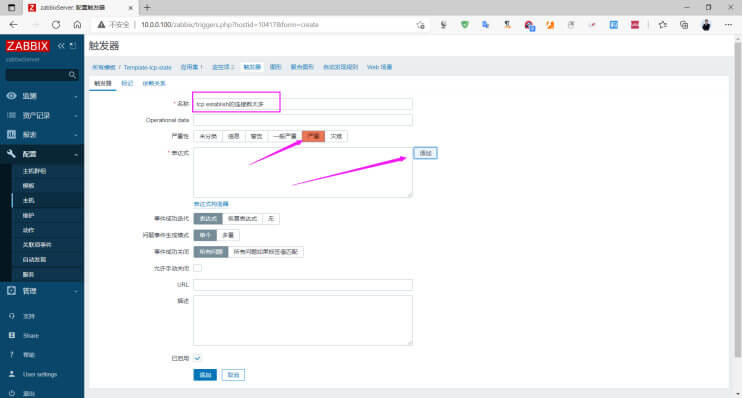 zabbixServer: 配置触发器
不安全 | 10.0.0.100/zabbix/triggers.php?hostid=10417&form=create
ZABBIX
zabbixServer
监测
资产记录
报表
配置
主机群组
模板
主机
维护
动作
关联项事件
自动发现
服务
管理
支持
Share
帮助
User settings
退出
触发器
所有模板 / Template-tcp-state 应用集 1 监控项 2 触发器 图形 聚合图形 自动发现规则 Web 场景
触发器 标记 依赖关系
* 名称 tcp establish的连接数太多
Operational data
严重性 未分类 信息 警告 一般严重 严重 灾难
* 表达式 添加
表达式构造器
事件成功迭代 表达式 恢复表达式 无
问题事件生成模式 单个 多重
事件成功关闭 所有问题 所有问题如果标签值匹配
允许手动关闭
URL
描述
已启用
添加 取消